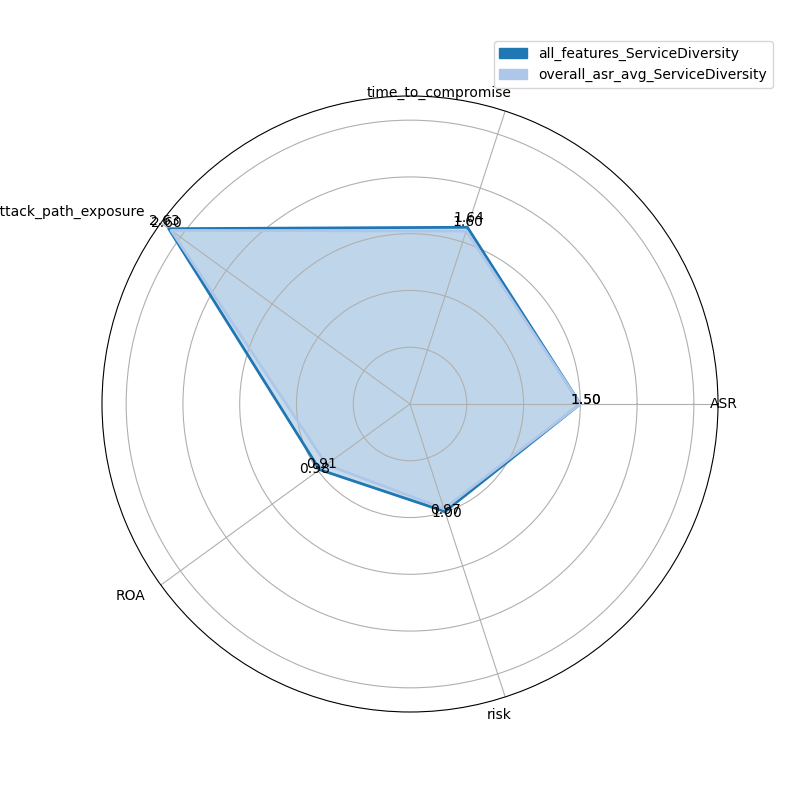 all_features_ServiceDiversity
overall_asr_avg_ServiceDiversity
time_to_compromise
ttack_path_exposure
2.63
2.60
1.64
1.60
1.50
1.50
ASR
0.91
0.98
0.97
1.00
ROA
risk